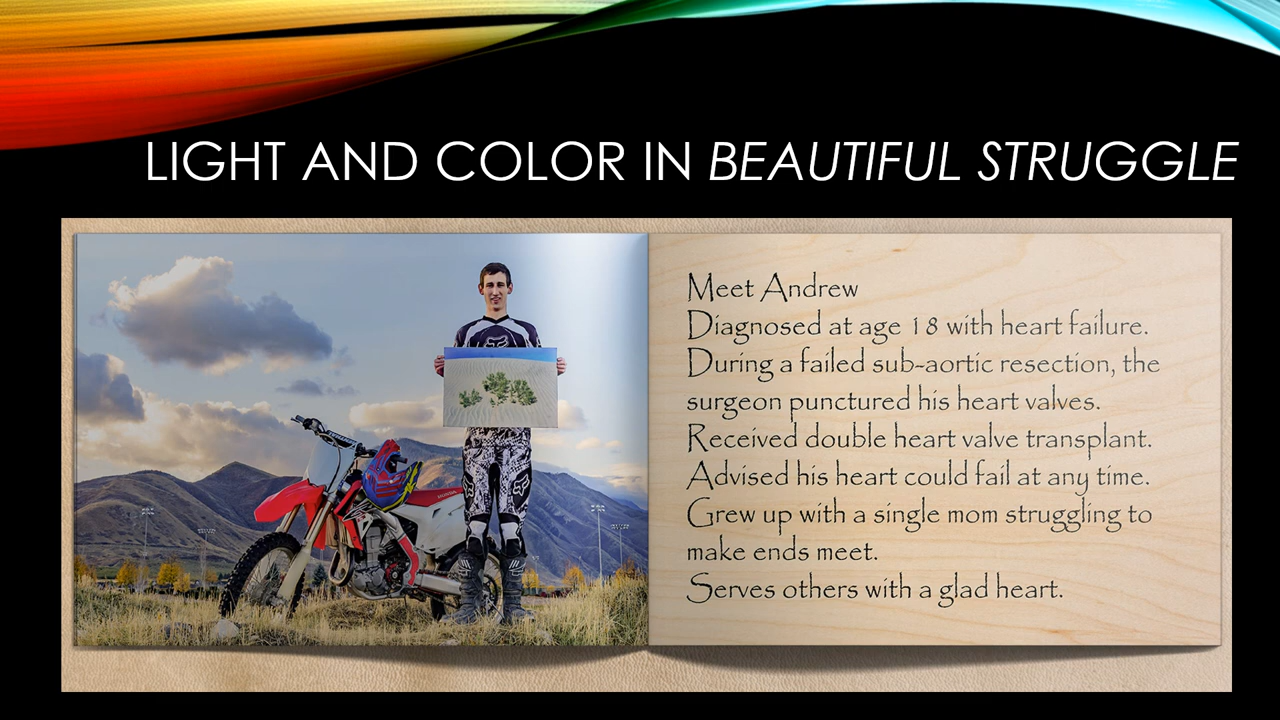 LIGHT AND COLOR IN BEAUTIFUL STRUGGLE
Meet Andrew
Diagnosed at age 18 with heart failure.
During a failed sub-aortic resection, the
surgeon punctured his heart valves.
Received double heart valve transplant.
Advised his heart could fail at any time.
Grew up with a single mom struggling to
make ends meet.
Serves others with a glad heart.
HONDA